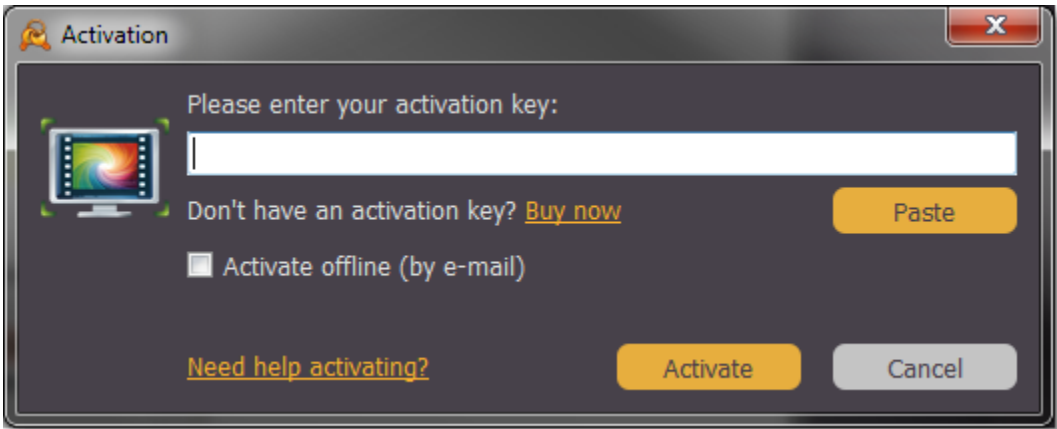 Activation
Please enter your activation key:
Don't have an activation key? Buy now
Paste
Activate offline (by e-mail)
Need help activating?
Activate
Cancel